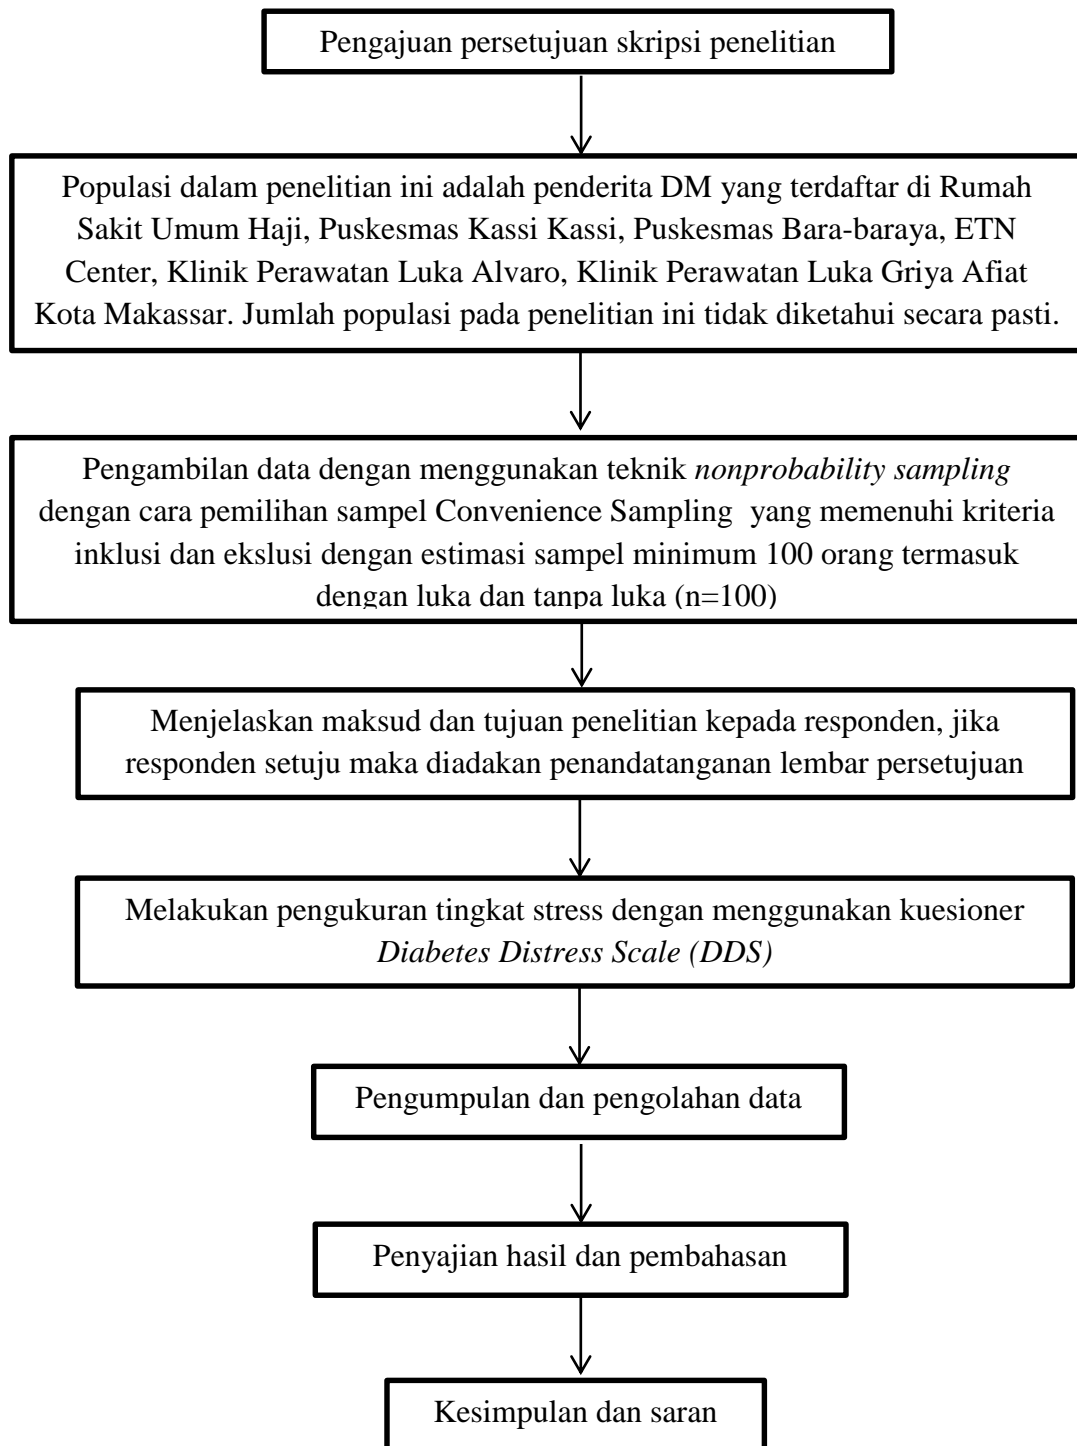 Pengajuan persetujuan skripsi penelitian
Populasi dalam penelitian ini adalah penderita DM yang terdaftar di Rumah
Sakit Umum Haji, Puskesmas Kassi Kassi, Puskesmas Bara-baraya, ETN
Center, Klinik Perawatan Luka Alvaro, Klinik Perawatan Luka Griya Afiat
Kota Makassar. Jumlah populasi pada penelitian ini tidak diketahui secara pasti.
Pengambilan data dengan menggunakan teknik nonprobability sampling
dengan cara pemilihan sampel Convenience Sampling yang memenuhi kriteria
inklusi dan ekslusi dengan estimasi sampel minimum 100 orang termasuk
dengan luka dan tanpa luka (n=100)
Menjelaskan maksud dan tujuan penelitian kepada responden, jika
responden setuju maka diadakan penandatanganan lembar persetujuan
Melakukan pengukuran tingkat stress dengan menggunakan kuesioner
Diabetes Distress Scale (DDS)
Pengumpulan dan pengolahan data
Penyajian hasil dan pembahasan
Kesimpulan dan saran